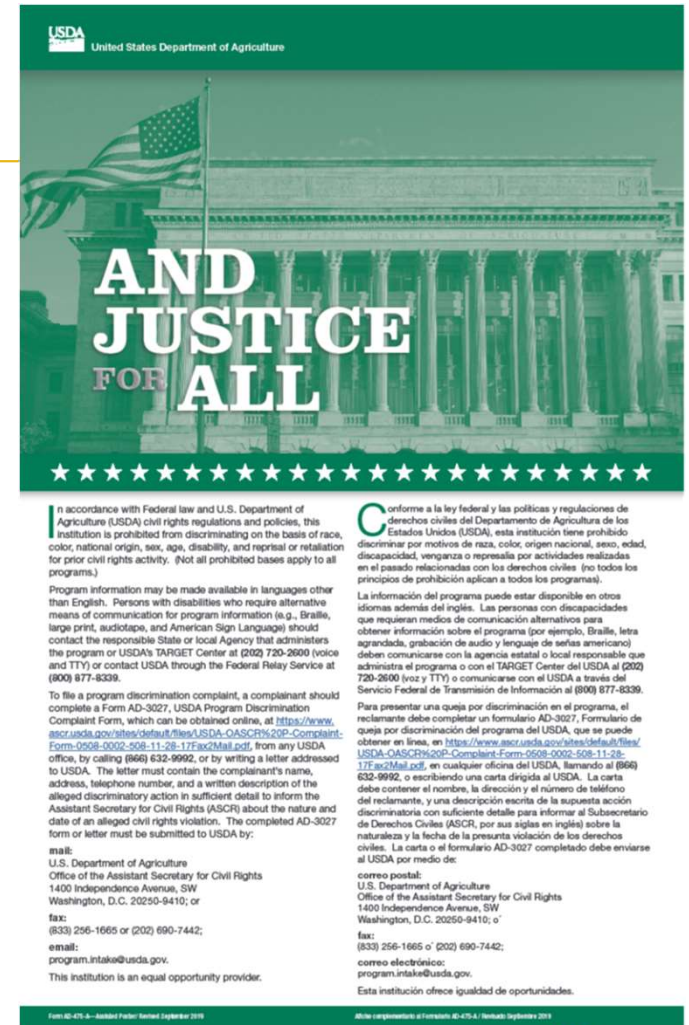 USDA
United States Department of Agriculture
AND
JUSTICE
FOR ALL
In accordance with Federal law and U.S. Department of
Agriculture (USDA) civil rights regulations and policies, this
institution is prohibited from discriminating on the basis of race,
color, national origin, sex, age, disability, and reprisal or retaliation
for prior civil rights activity. (Not all prohibited bases apply to all
programs.)
Program information may be made available in languages other
than English. Persons with disabilities who require alternative
means of communication for program information (e.g., Braille,
large print, audiotape, and American Sign Language) should
contact the responsible State or local Agency that administers
the program or USDA's TARGET Center at (202) 720-2600 (voice
and TTY) or contact USDA through the Federal Relay Service at
(800) 877-8339.
To file a program discrimination complaint, a complainant should
complete a Form AD-3027, USDA Program Discrimination
Complaint Form, which can be obtained online, at https://www.
ascr.usda.gov/sites/default/files/USDA-OASCR%20P-Complaint-
Form-0508-0002-508-11-28-17Fax2Mail.pdf, from any USDA
office, by calling (866) 632-9992, or by writing a letter addressed
to USDA. The letter must contain the complainant's name,
address, telephone number, and a written description of the
alleged discriminatory action in sufficient detail to inform the
Assistant Secretary for Civil Rights (ASCR) about the nature and
date of an alleged civil rights violation. The completed AD-3027
form or letter must be submitted to USDA by:
mail:
U.S. Department of Agriculture
Office of the Assistant Secretary for Civil Rights
1400 Independence Avenue, SW
Washington, D.C. 20250-9410; or
fax:
(833) 256-1665 or (202) 690-7442;
email:
program.intake@usda.gov.
This institution is an equal opportunity provider.
Conforme a la ley federal y las políticas y regulaciones de
derechos civiles del Departamento de Agricultura de los
Estados Unidos (USDA), esta institución tiene prohibido
discriminar por motivos de raza, color, origen nacional, sexo, edad,
discapacidad, venganza o represalia por actividades realizadas
en el pasado relacionadas con los derechos civiles (no todos los
principios de prohibición aplican a todos los programas).
La información del programa puede estar disponible en otros
idiomas además del inglés. Las personas con discapacidades
que requieran medios de comunicación alternativos para
obtener información sobre el programa (por ejemplo, Braille, letra
agrandada, grabación de audio y lenguaje de señas americano)
deben comunicarse con la agencia estatal o local responsable que
administra el programa o con el TARGET Center del USDA al (202)
720-2600 (voz y TTY) o comunicarse con el USDA a través del
Servicio Federal de Transmisión de Información al (800) 877-8339.
Para presentar una queja por discriminación en el programa, el
reclamante debe completar un formulario AD-3027, Formulario de
queja por discriminación del programa del USDA, que se puede
obtener en línea, en https://www.ascr.usda.gov/sites/default/files/
USDA-OASCR%20P-Complaint-Form-0508-0002-508-11-28-
17Fax2Mail.pdf, en cualquier oficina del USDA, llamando al (866)
632-9992, o escribiendo una carta dirigida al USDA. La carta
debe contener el nombre, la dirección y el número de teléfono
del reclamante, y una descripción escrita de la supuesta acción
discriminatoria con suficiente detalle para informar al Subsecretario
de Derechos Civiles (ASCR, por sus siglas en inglés) sobre la
naturaleza y la fecha de la presunta violación de los derechos
civiles. La carta o el formulario AD-3027 completado debe enviarse
al USDA por medio de:
correo postal:
U.S. Department of Agriculture
Office of the Assistant Secretary for Civil Rights
1400 Independence Avenue, SW
Washington, D.C. 20250-9410; o´
fax:
(833) 256-1665 o´ (202) 690-7442;
correo electrónico:
program.intake@usda.gov.
Esta institución ofrece igualdad de oportunidades.
Form AD-475-A—Assisted Poster/ Revised September 2019
Afiche complementario al Formulario AD-475-A / Revisado Septiembre 2019